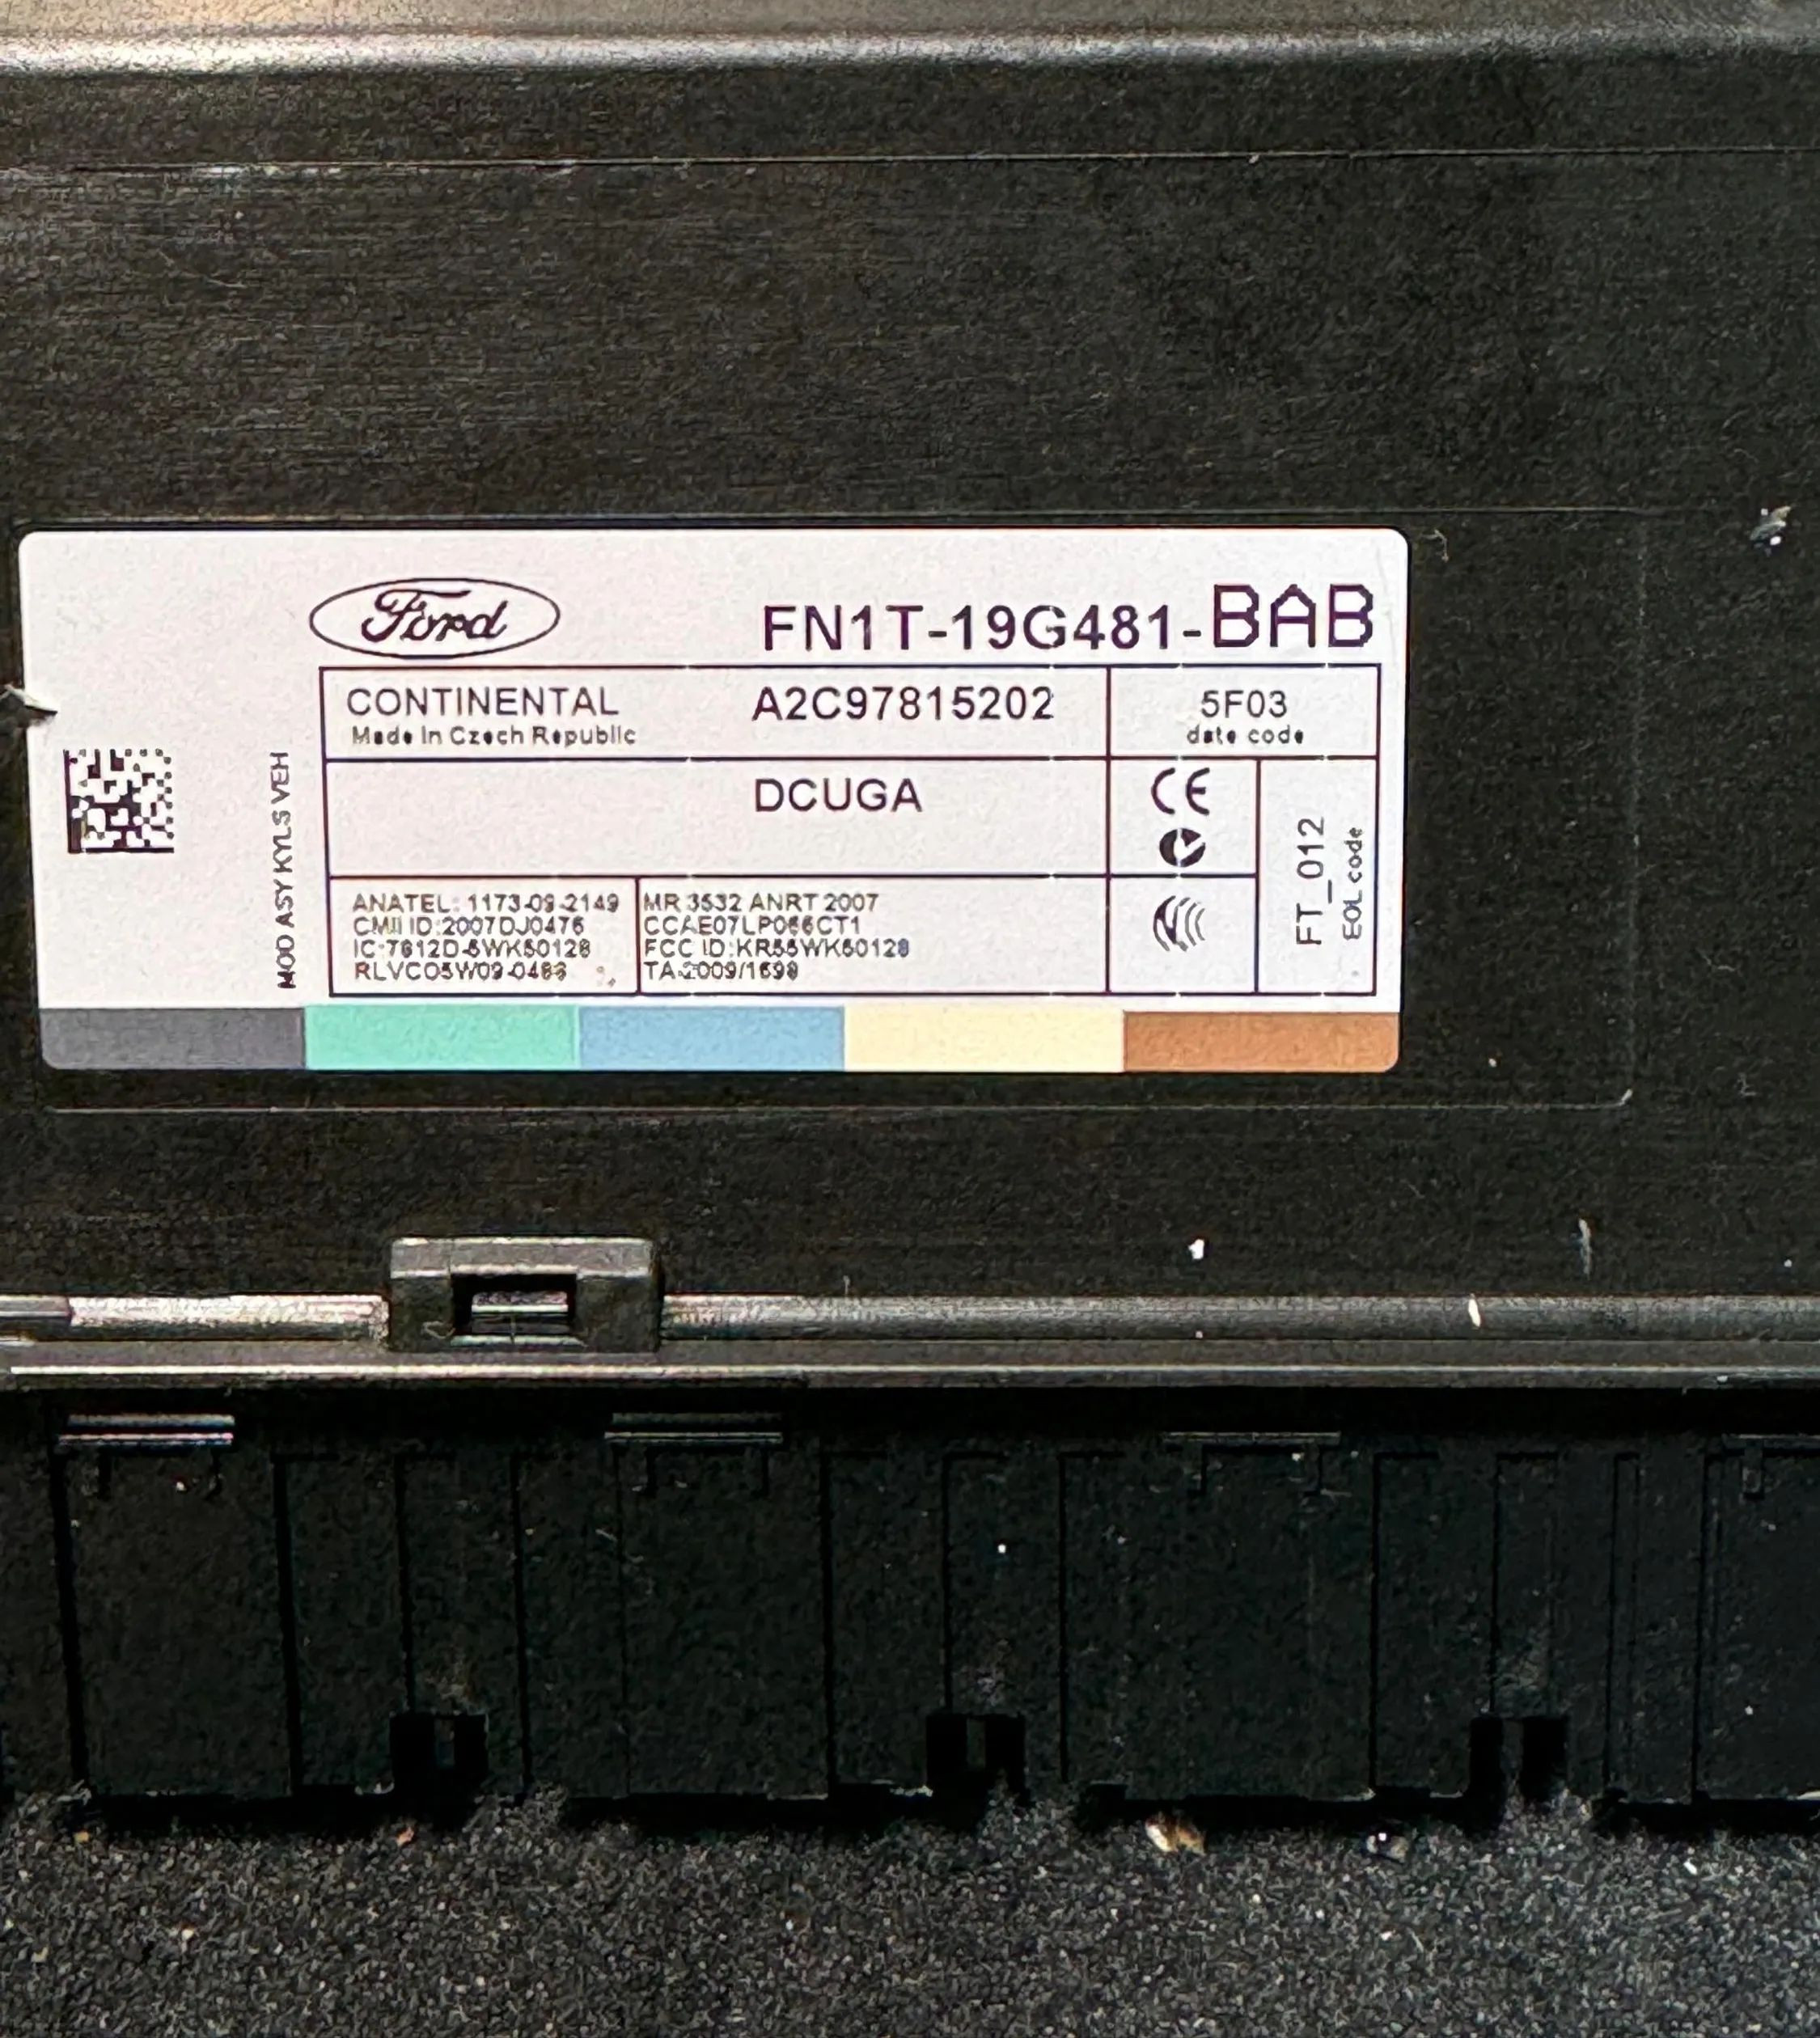 Ford
FN1T-19G481-BAB
CONTINENTAL A2C97815202
Made In Czech Republic
5F03
date code
DCUGA
CE
FT_012
EOL code
MOD ASY KYLS VEH
ANATEL: 1173-09-2149
CMII ID:2007DJ0476
IC:7812D-5WK50128
RLVCO5W09-0486
MR 3532 ANRT 2007
CCAE07LP066CT1
FCC ID:KR55WK50128
TA-2009/1698